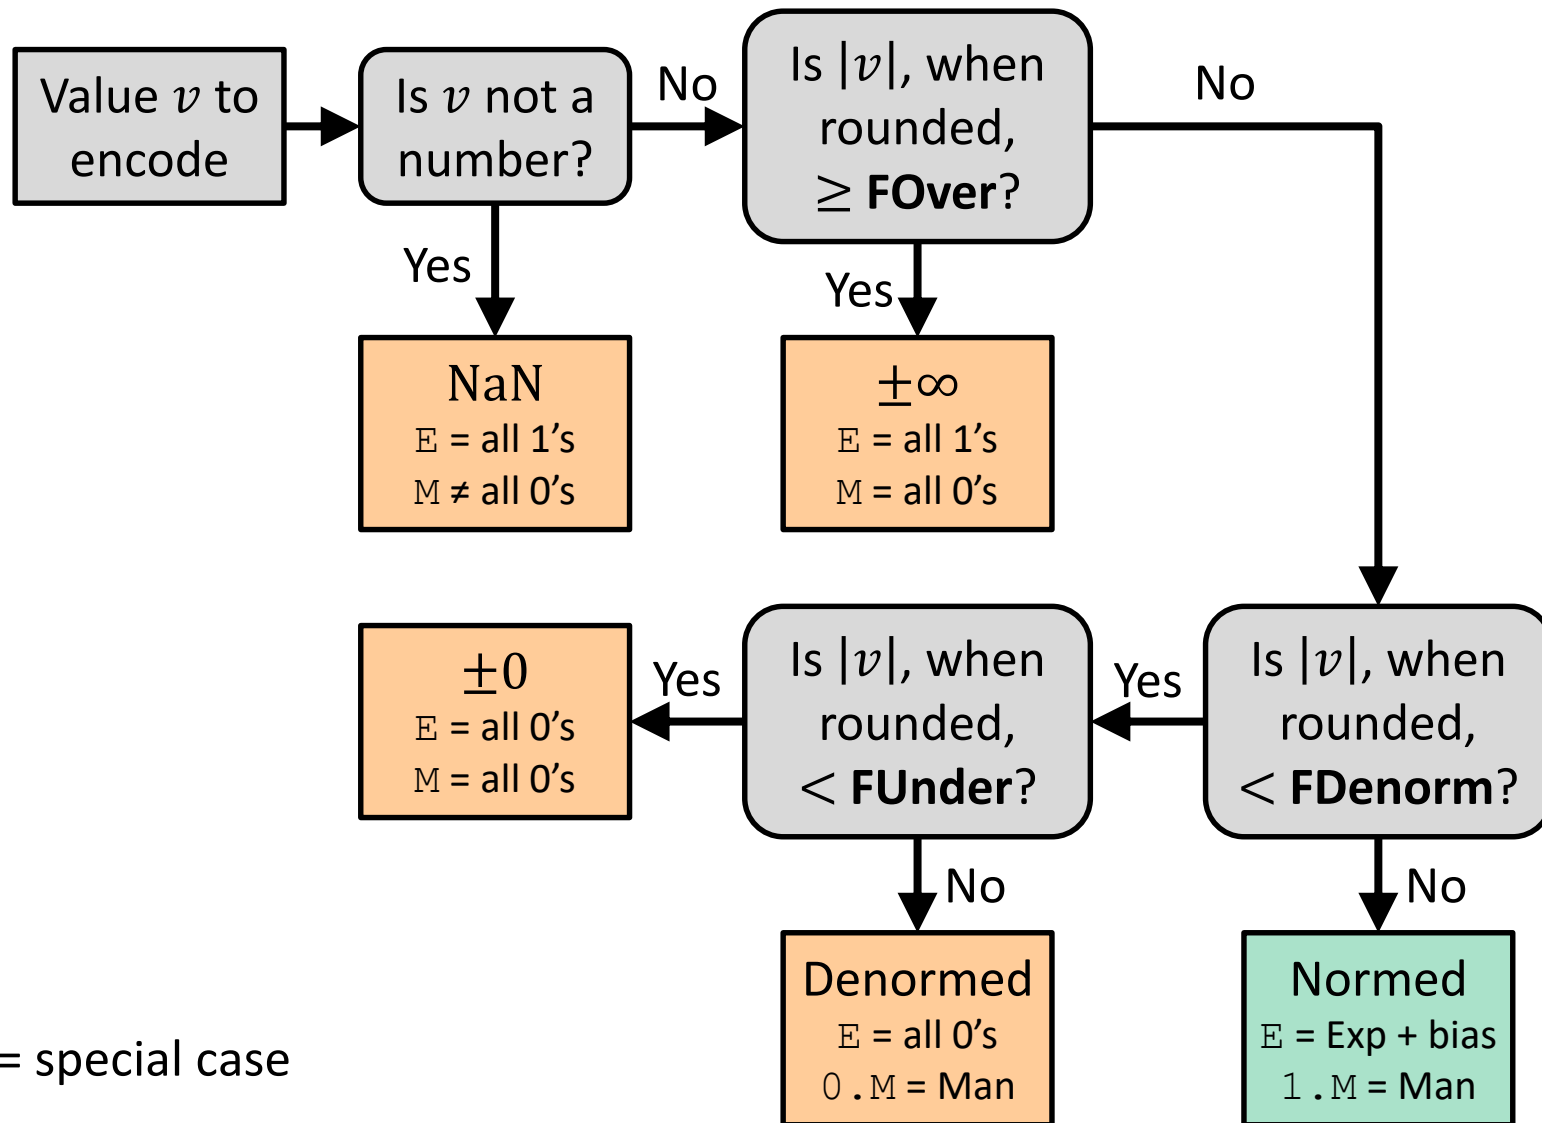 Value v to
encode
Is v not a
number?
No
Is |v|, when
rounded,
≥ FOver?
No
Yes
Yes
NaN
E = all 1’s
M ≠ all 0’s
±∞
E = all 1’s
M = all 0’s
±0
E = all 0’s
M = all 0’s
Yes
Is |v|, when
rounded,
< FUnder?
Yes
Is |v|, when
rounded,
< FDenorm?
No
No
Denormed
E = all 0’s
0.M = Man
Normed
E = Exp + bias
1.M = Man
= special case